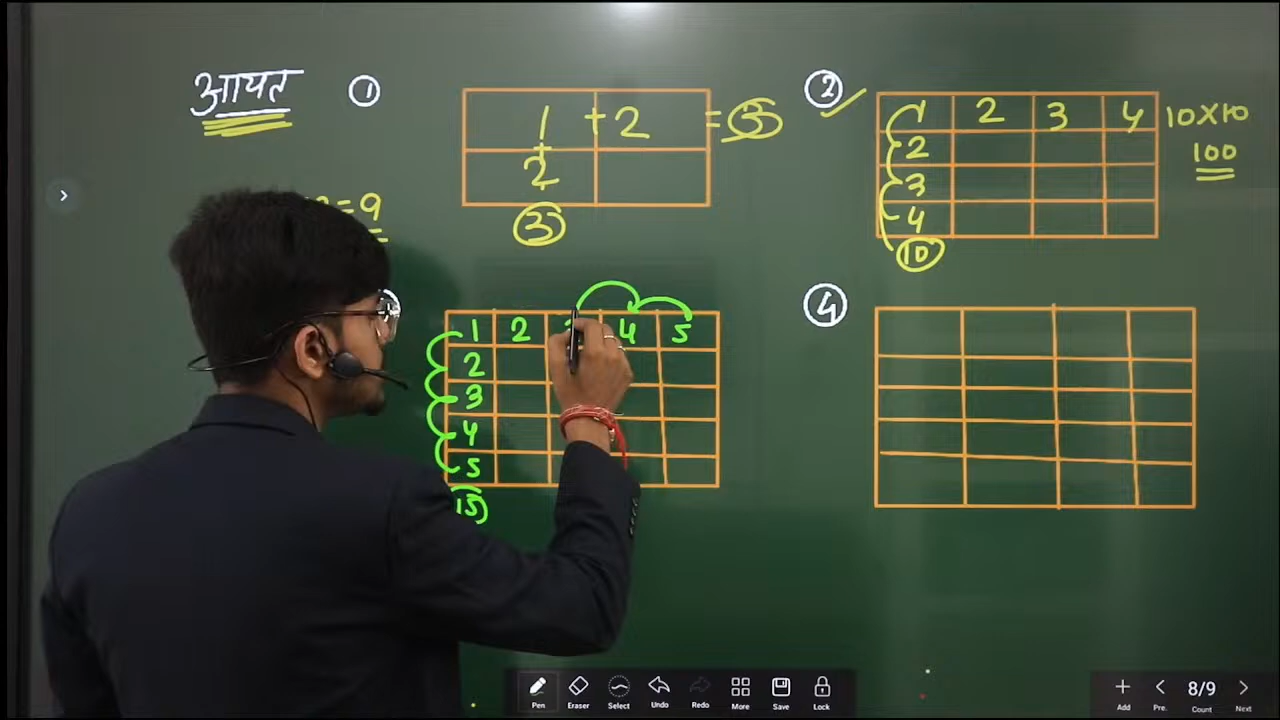 आयत
①
1 + 2 = 3
+
2
3
= 9
②
1 2 3 4 10×10
2 100
3
4
10
1 2 4 5
2
3
4
5
15
④
Pen Eraser Select Undo Redo More Save Lock
Add Pre. 8/9 Count Next